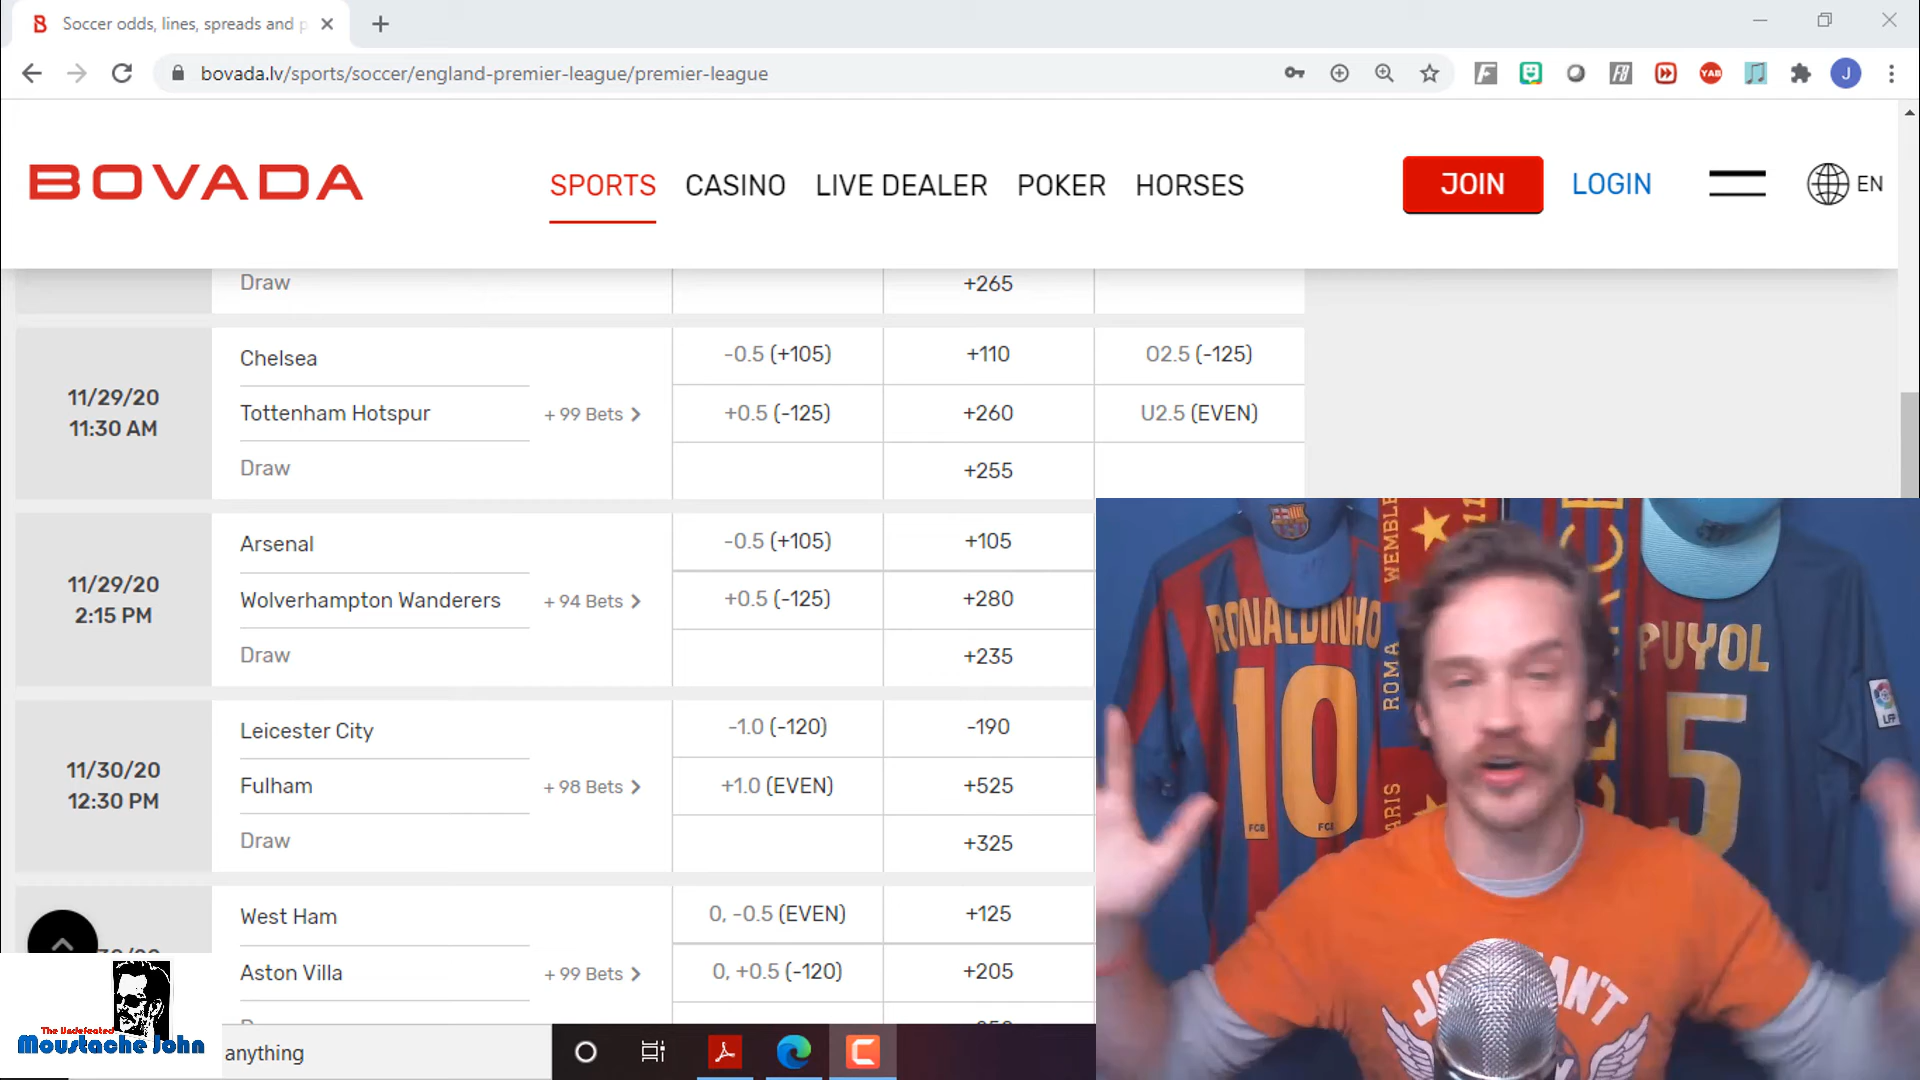 B Soccer odds, lines, spreads and p
bovada.lv/sports/soccer/england-premier-league/premier-league
YAB
J
BOVADA
SPORTS CASINO LIVE DEALER POKER HORSES
JOIN LOGIN EN
Draw +265
11/29/20
11:30 AM
Chelsea -0.5 (+105) +110 O2.5 (-125)
Tottenham Hotspur + 99 Bets +0.5 (-125) +260 U2.5 (EVEN)
Draw +255
11/29/20
2:15 PM
Arsenal -0.5 (+105) +105
Wolverhampton Wanderers + 94 Bets +0.5 (-125) +280
Draw +235
11/30/20
12:30 PM
Leicester City -1.0 (-120) -190
Fulham + 98 Bets +1.0 (EVEN) +525
Draw +325
West Ham 0, -0.5 (EVEN) +125
Aston Villa + 99 Bets 0, +0.5 (-120) +205
RONALDINHO
10
FCB
ROMA
PUYOL
5
LFP
The Undefeated
Moustache John
anything